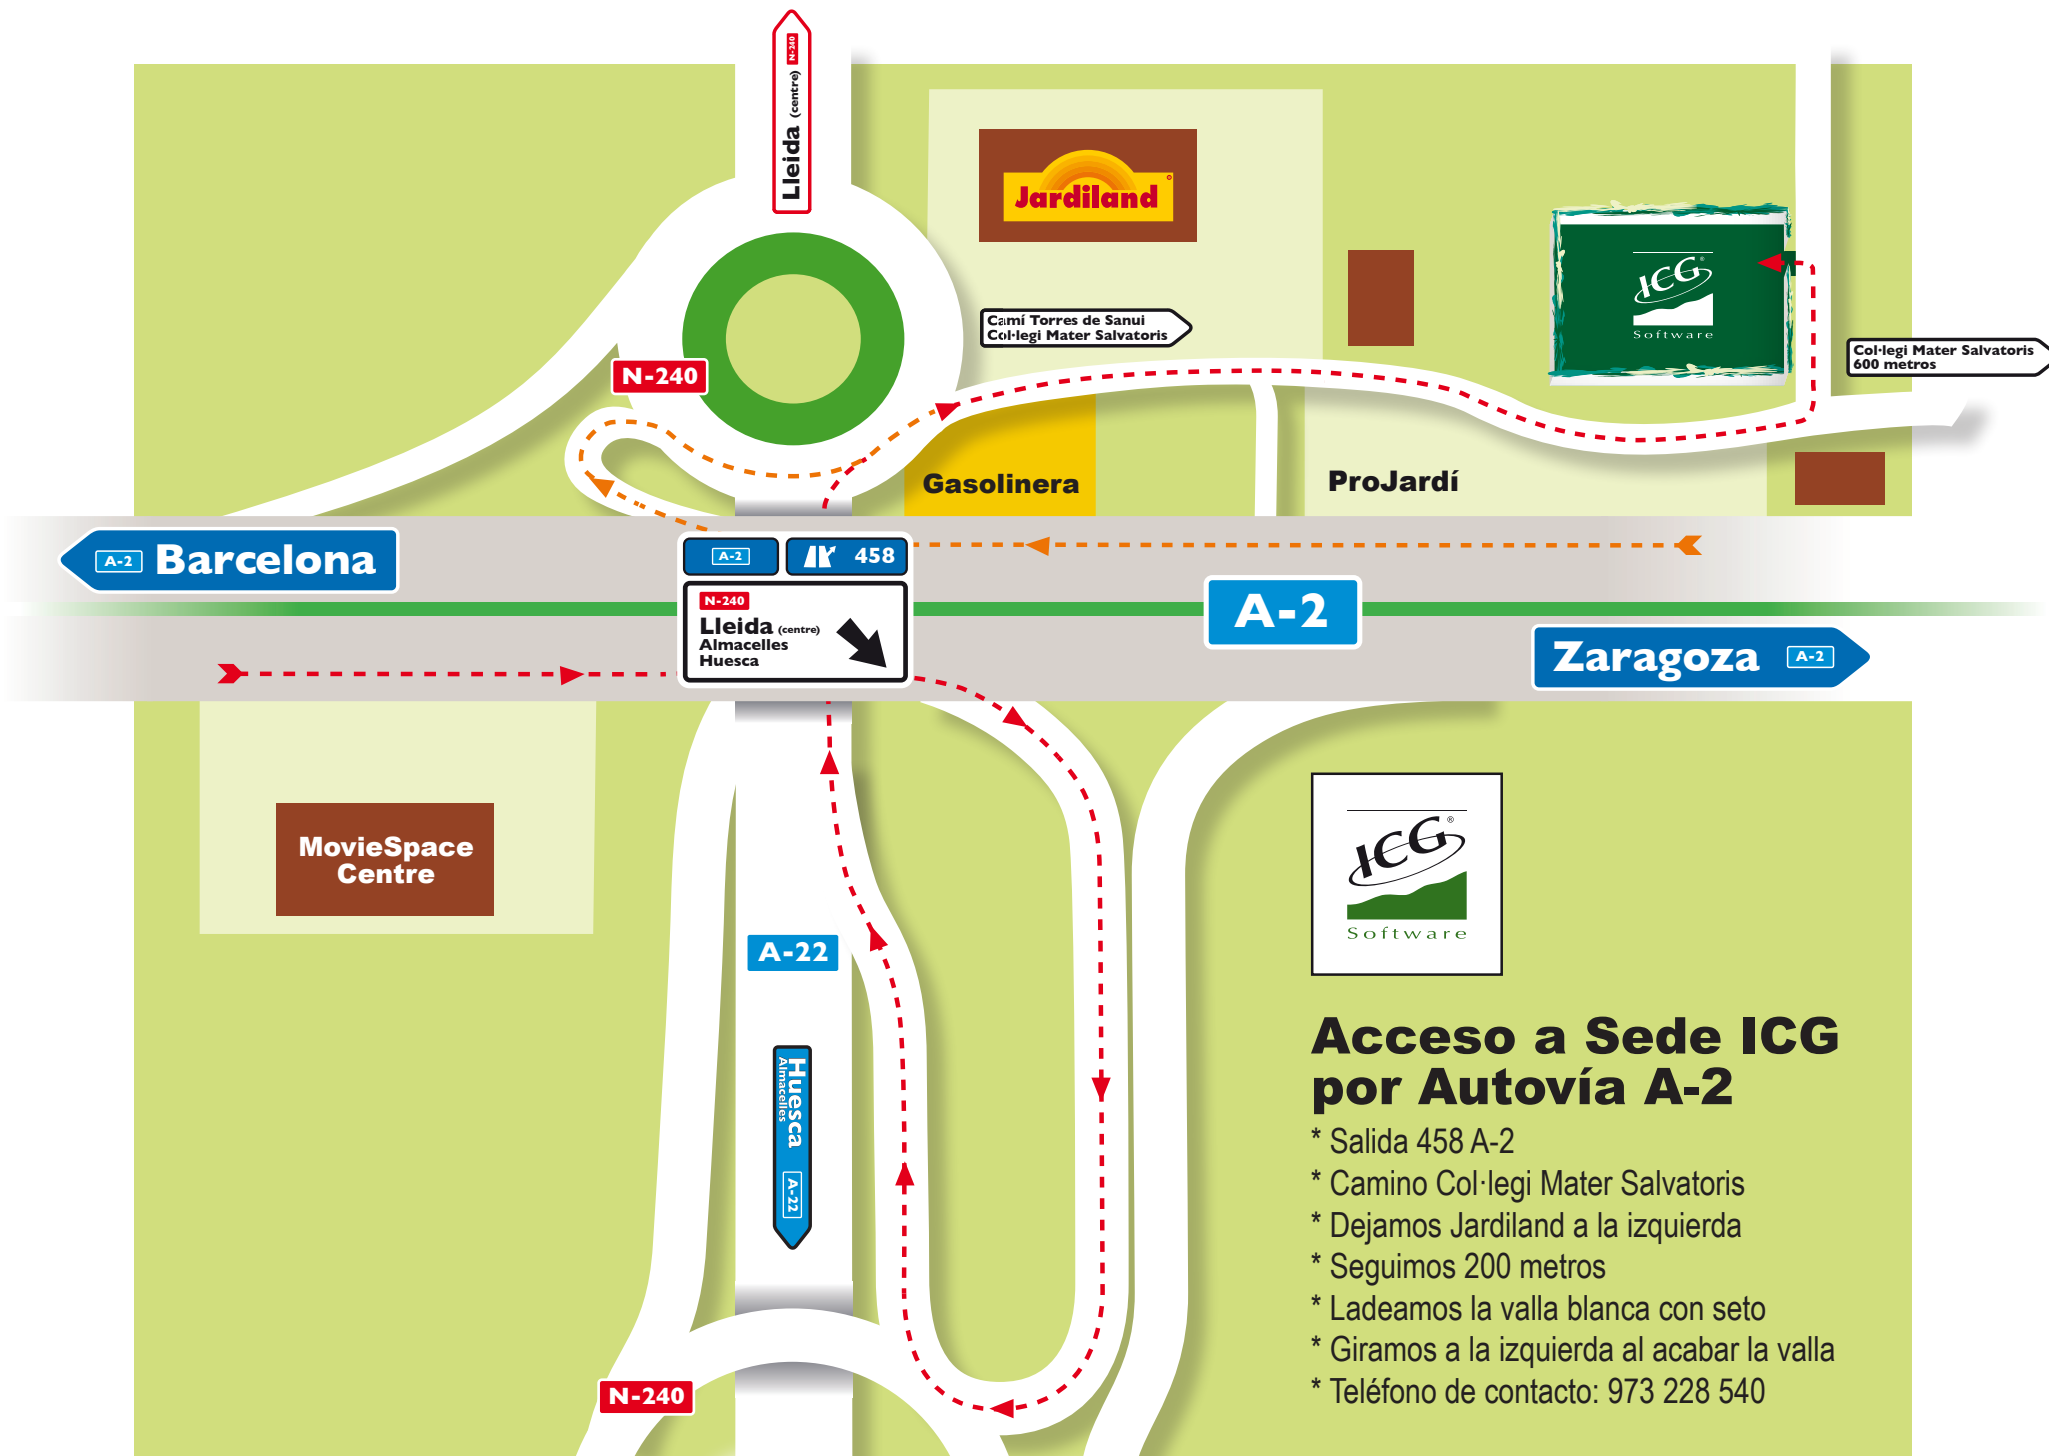 Lleida (centre) N-240
Jardiland
ICG
Software
Camí Torres de Sanui
Col·legi Mater Salvatoris
Col·legi Mater Salvatoris
600 metros
N-240
Gasolinera
ProJardí
A-2 Barcelona
A-2
458
N-240
Lleida (centre)
Almacelles
Huesca
A-2
Zaragoza A-2
MovieSpace
Centre
A-22
ICG
Software
Huesca A-22
Almacelles
N-240
Acceso a Sede ICG
por Autovía A-2
* Salida 458 A-2
* Camino Col·legi Mater Salvatoris
* Dejamos Jardiland a la izquierda
* Seguimos 200 metros
* Ladeamos la valla blanca con seto
* Giramos a la izquierda al acabar la valla
* Teléfono de contacto: 973 228 540